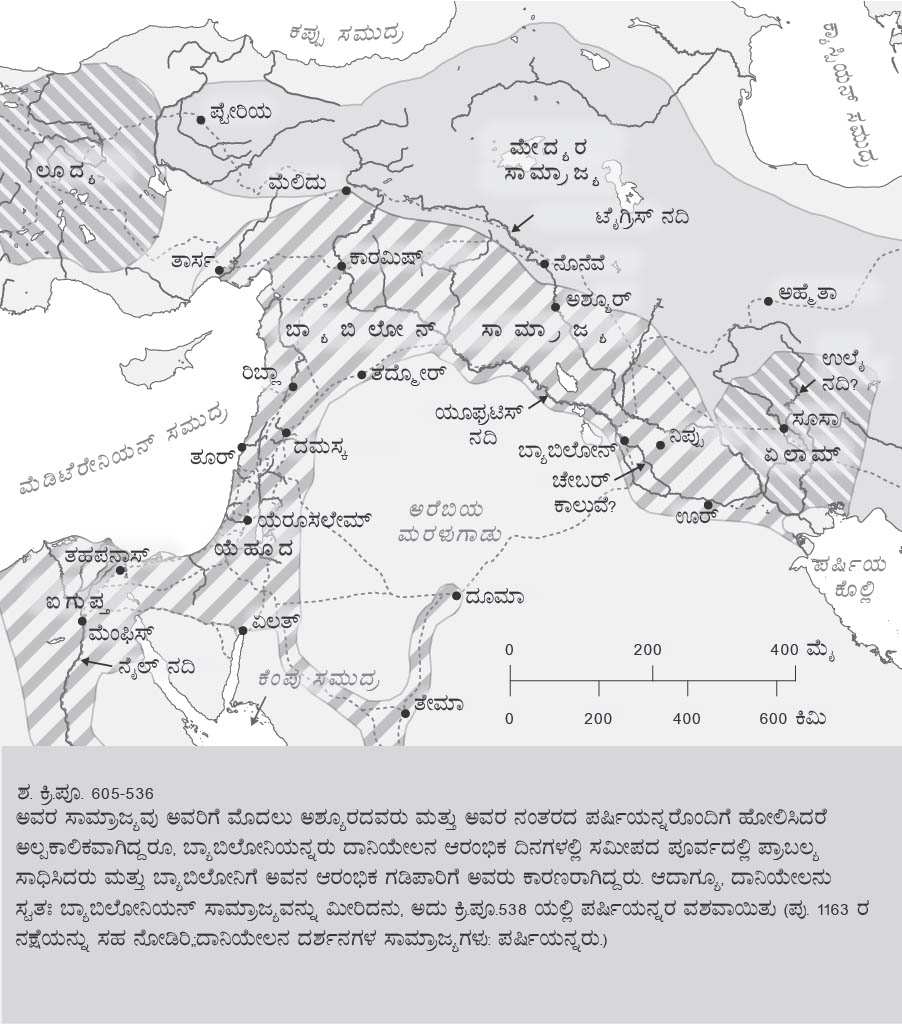 ಕಪ್ಪು ಸಮುದ್ರ
ಕ್ಯಾಸ್ಪಿಯನ್ ಸಮುದ್ರ
ಪ್ಟೇರಿಯ
ಲೂದ್ಯ
ಮೇದ್ಯರ
ಸಾಮ್ರಾಜ್ಯ
ಮೆಲಿದು
ಟೈಗ್ರಿಸ್ ನದಿ
ತಾರ್ಸ
ಕಾರಮಿಷ್
ನೊನೆವೆ
ಅಹ್ಮೆತಾ
ಅಶ್ಯೂರ್
ಬ್ಯಾಬಿಲೋನ್ ಸಾಮ್ರಾಜ್ಯ
ರಿಬ್ಲಾ
ತದ್ಮೋರ್
ಉಲೈ
ನದಿ?
ಯೂಫ್ರಟಿಸ್
ನದಿ
ಸೂಸಾ
ಮೆಡಿಟೆರೇನಿಯನ್ ಸಮುದ್ರ
ತೂರ್
ದಮಸ್ಕ
ಬ್ಯಾಬಿಲೋನ್
ನಿಪ್ಪು
ಏಲಾಮ್
ಚೇಬರ್
ಕಾಲುವೆ?
ಊರ್
ಅರೆಬಿಯ
ಮರಳುಗಾಡು
ಯೆರೂಸಲೇಮ್
ಯೆಹೂದ
ತಹಪನಾಸ್
ಪರ್ಷಿಯ
ಕೊಲ್ಲಿ
ಐಗುಪ್ತ
ದೂಮಾ
ಮೆಂಫಿಸ್
ಏಲತ್
ನೈಲ್ ನದಿ
ಕೆಂಪು ಸಮುದ್ರ
ತೇಮಾ
0 200 400 ಮೈ
0 200 400 600 ಕಿಮಿ
ಶ. ಕ್ರಿ.ಪೂ. 605-536
ಅವರ ಸಾಮ್ರಾಜ್ಯವು ಅವರಿಗೆ ಮೊದಲು ಅಶ್ಯೂರದವರು ಮತ್ತು ಅವರ ನಂತರದ ಪರ್ಷಿಯನ್ನರೊಂದಿಗೆ ಹೋಲಿಸಿದರೆ
ಅಲ್ಪಕಾಲಿಕವಾಗಿದ್ದರೂ, ಬ್ಯಾಬಿಲೋನಿಯನ್ನರು ದಾನಿಯೇಲನ ಆರಂಭಿಕ ದಿನಗಳಲ್ಲಿ ಸಮೀಪದ ಪೂರ್ವದಲ್ಲಿ ಪ್ರಾಬಲ್ಯ
ಸಾಧಿಸಿದರು ಮತ್ತು ಬ್ಯಾಬಿಲೋನಿಗೆ ಅವನ ಆರಂಭಿಕ ಗಡಿಪಾರಿಗೆ ಅವರು ಕಾರಣರಾಗಿದ್ದರು. ಆದಾಗ್ಯೂ, ದಾನಿಯೇಲನು
ಸ್ವತಃ ಬ್ಯಾಬಿಲೋನಿಯನ್ ಸಾಮ್ರಾಜ್ಯವನ್ನು ಮೀರಿದನು, ಅದು ಕ್ರಿ.ಪೂ.538 ಯಲ್ಲಿ ಪರ್ಷಿಯನ್ನರ ವಶವಾಯಿತು (ಪು. 1163 ರ
ನಕ್ಷೆಯನ್ನು ಸಹ ನೋಡಿರಿ,;ದಾನಿಯೇಲನ ದರ್ಶನಗಳ ಸಾಮ್ರಾಜ್ಯಗಳು: ಪರ್ಷಿಯನ್ನರು.)